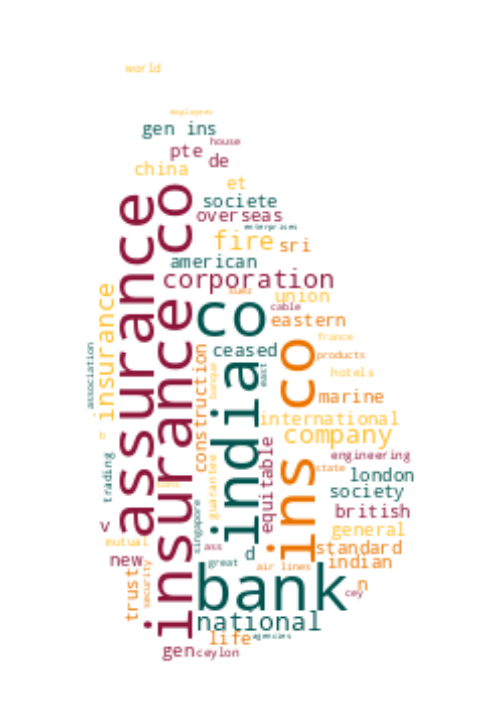 world
employees
gen ins
house
pte
de
china
et
societe
overseas
enterprises
fire
sri
american
corporation
union
cable
co
eastern
ceased
france
products
hotels
marine
international
company
engineering
state
london
society
british
general
standard
indian
n
cey
air lines
great
d
ass
bank
national
life
agencies
gen
ceylon
new
mutual
v
assurance
insurance co
insurance
association
construction
banque
east
india
ins co
equitable
guarantee
singapore
trading
trust
security